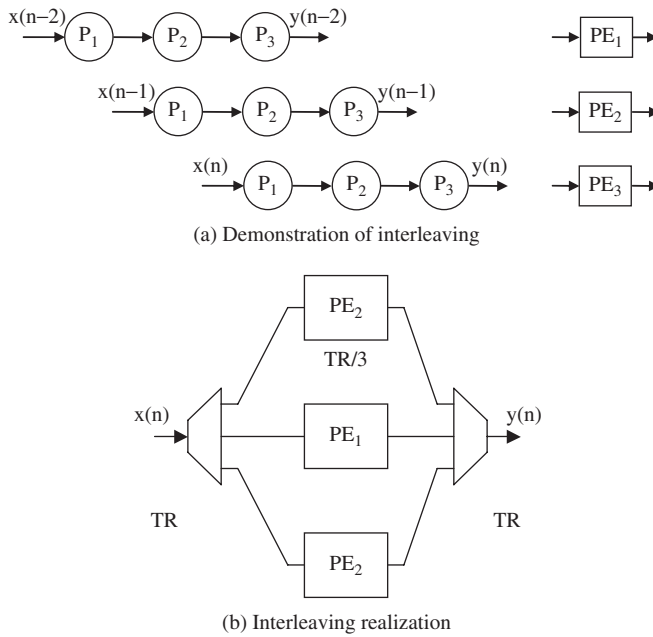 x(n−2) P1 P2 P3 y(n−2) PE1
x(n−1) P1 P2 P3 y(n−1) PE2
x(n) P1 P2 P3 y(n) PE3
(a) Demonstration of interleaving
PE2
TR/3
x(n) PE1 y(n)
TR TR
PE2
(b) Interleaving realization